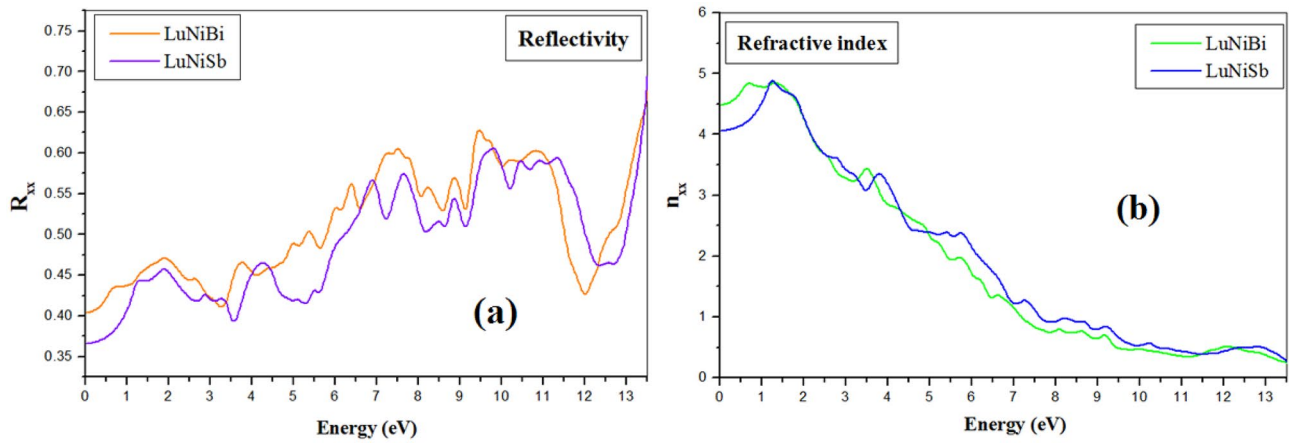 0.75
0.70
0.65
0.60
0.55
0.50
0.45
0.40
0.35
R_xx
LuNiBi
LuNiSb
Reflectivity
(a)
0 1 2 3 4 5 6 7 8 9 10 11 12 13
Energy (eV)
6
5
4
3
2
1
0
n_xx
Refractive index
LuNiBi
LuNiSb
(b)
0 1 2 3 4 5 6 7 8 9 10 11 12 13
Energy (eV)